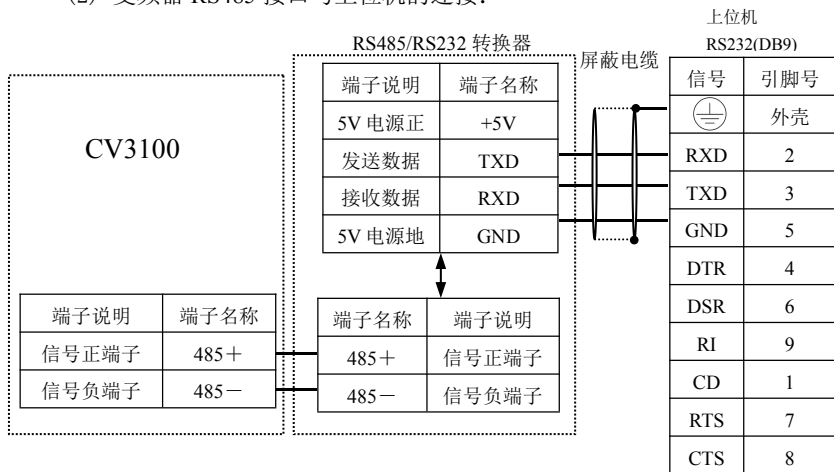 (2) 变频器 RS485 接口与上位机的连接：
上位机
RS485/RS232 转换器
屏蔽电缆
RS232(DB9)
端子说明 端子名称
5V 电源正 +5V
发送数据 TXD
接收数据 RXD
5V 电源地 GND
CV3100
信号 引脚号
外壳
RXD 2
TXD 3
GND 5
DTR 4
DSR 6
RI 9
CD 1
RTS 7
CTS 8
端子说明 端子名称
信号正端子 485＋
信号负端子 485－
端子名称 端子说明
485＋ 信号正端子
485－ 信号负端子